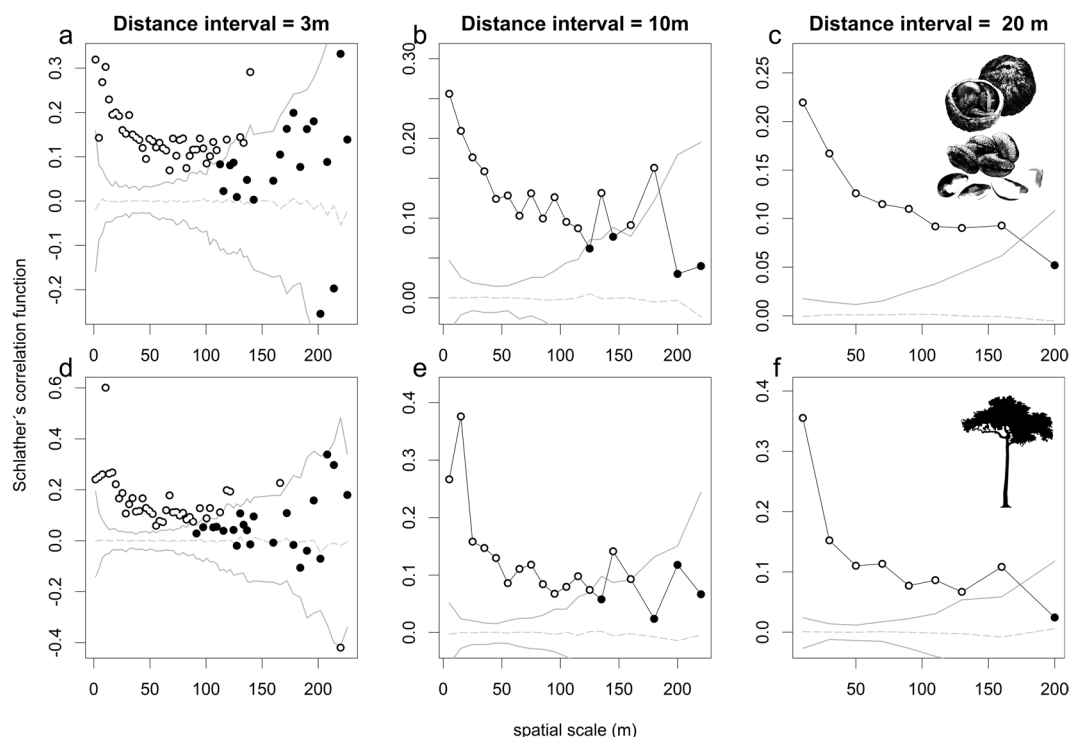 Distance interval = 3m
Distance interval = 10m
Distance interval = 20 m
a
b
c
0.3
0.2
0.1
0.0
-0.1
-0.2
0.30
0.20
0.10
0.00
0.25
0.20
0.15
0.10
0.05
0.00
0 50 100 150 200
0 50 100 150 200
50 100 150 200
d
e
f
0.6
0.4
0.2
0.0
-0.2
-0.4
0.4
0.3
0.2
0.1
0.0
0.4
0.3
0.2
0.1
0.0
0 50 100 150 200
0 50 100 150 200
50 100 150 200
Schlather´s correlation function
spatial scale (m)